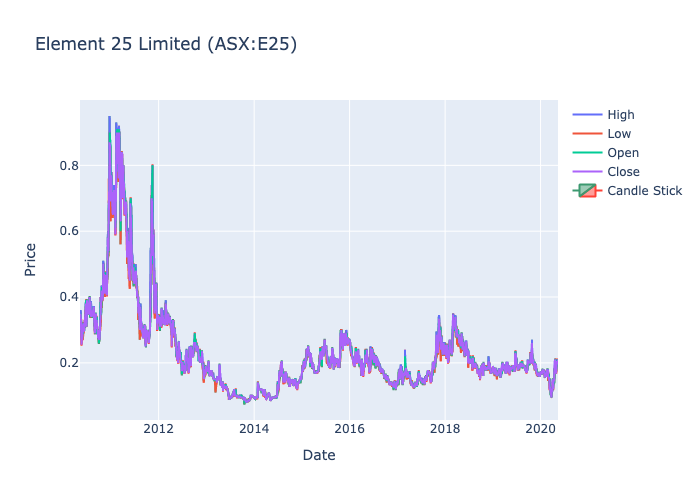 Element 25 Limited (ASX:E25)
High
Low
Open
Close
Candle Stick
0.8
0.6
0.4
0.2
Price
2012 2014 2016 2018 2020
Date